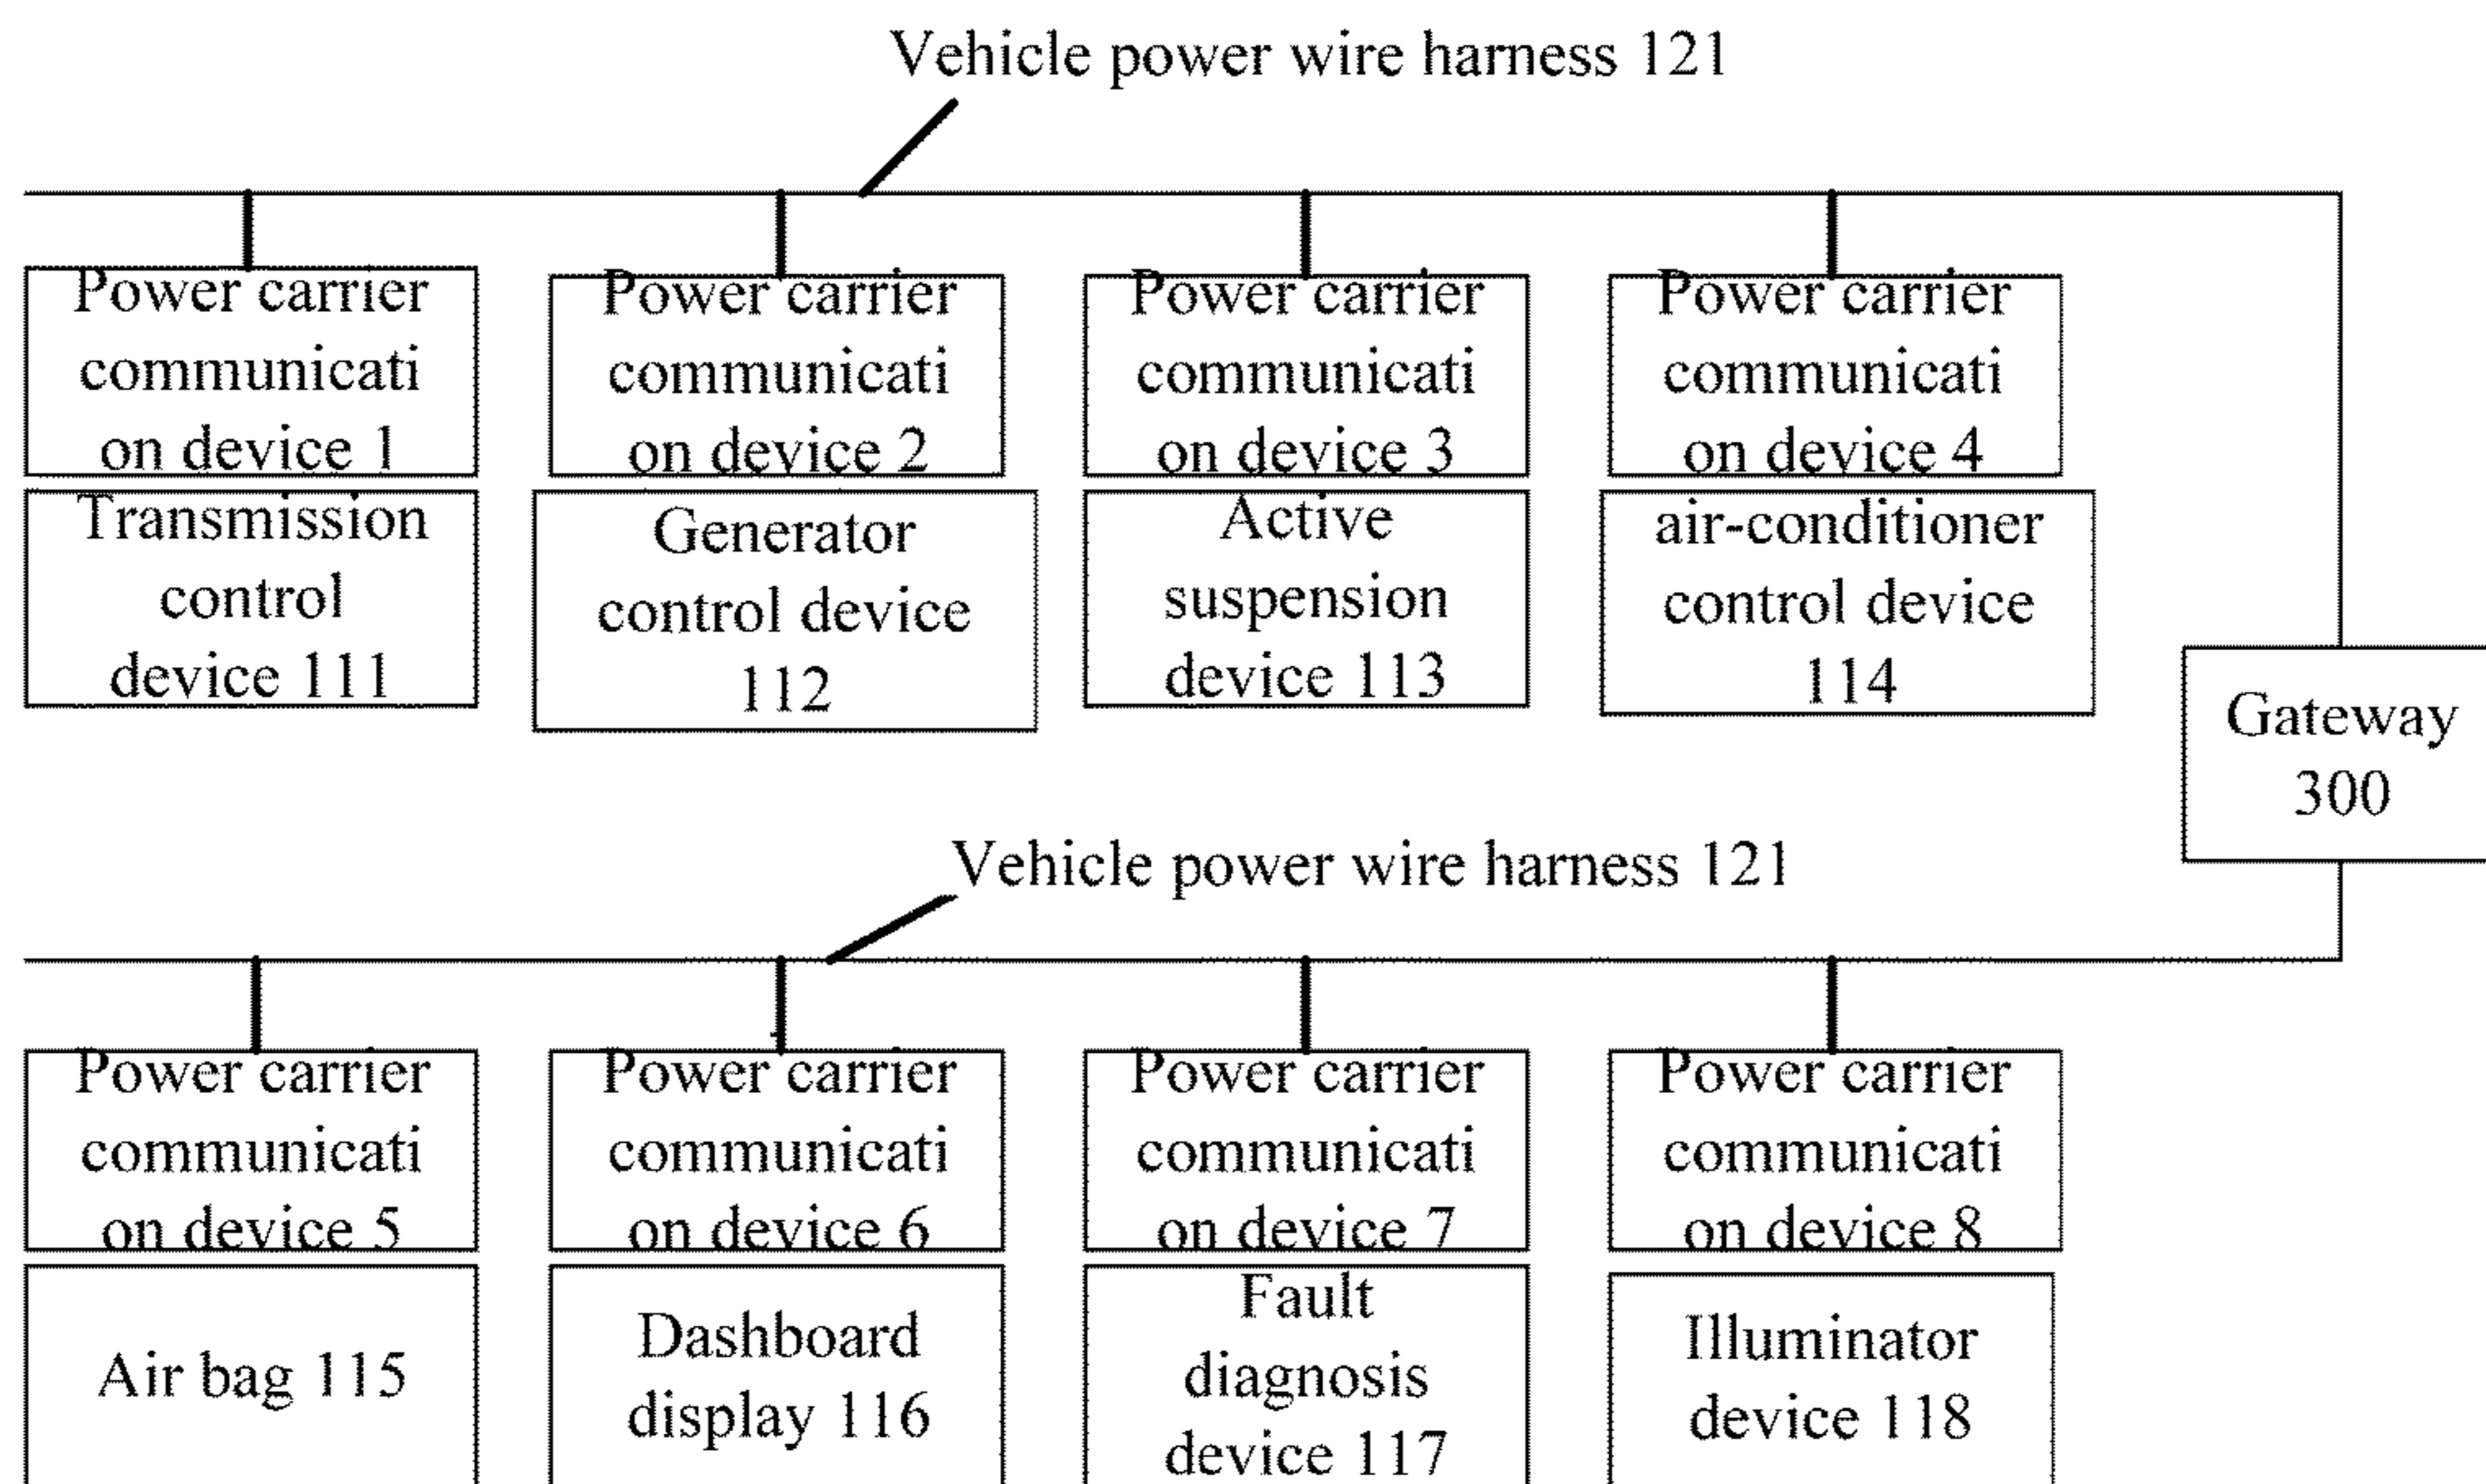 Vehicle power wire harness 121
Power carrier
communicati
on device 1
Power carrier
communicati
on device 2
Power carrier
communicati
on device 3
Power carrier
communicati
on device 4
Transmission
control
device 111
Generator
control device
112
Active
suspension
device 113
air-conditioner
control device
114
Gateway
300
Vehicle power wire harness 121
Power carrier
communicati
on device 5
Power carrier
communicati
on device 6
Power carrier
communicati
on device 7
Power carrier
communicati
on device 8
Air bag 115
Dashboard
display 116
Fault
diagnosis
device 117
Illuminator
device 118